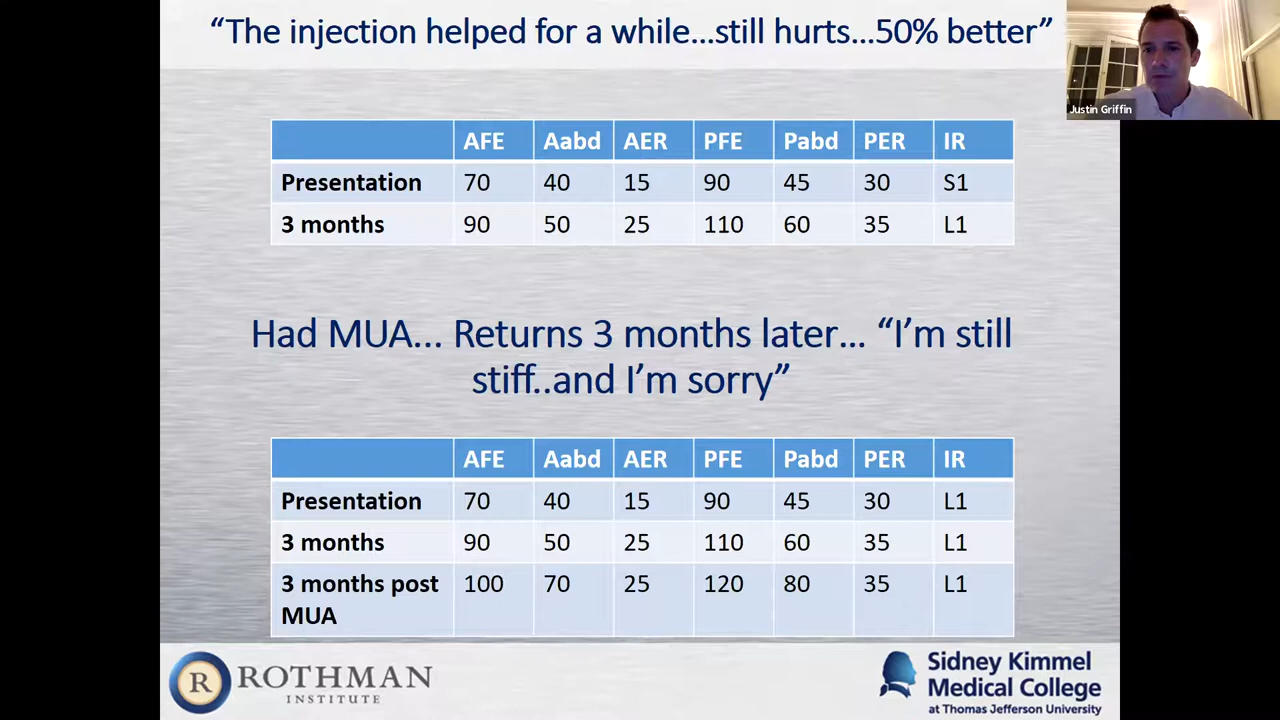 “The injection helped for a while...still hurts...50% better”
Justin Griffin
AFE Aabd AER PFE Pabd PER IR
Presentation 70 40 15 90 45 30 S1
3 months 90 50 25 110 60 35 L1
Had MUA... Returns 3 months later... “I’m still
stiff..and I’m sorry”
AFE Aabd AER PFE Pabd PER IR
Presentation 70 40 15 90 45 30 L1
3 months 90 50 25 110 60 35 L1
3 months post 100 70 25 120 80 35 L1
MUA
R ROTHMAN
INSTITUTE
Sidney Kimmel
Medical College
at Thomas Jefferson University